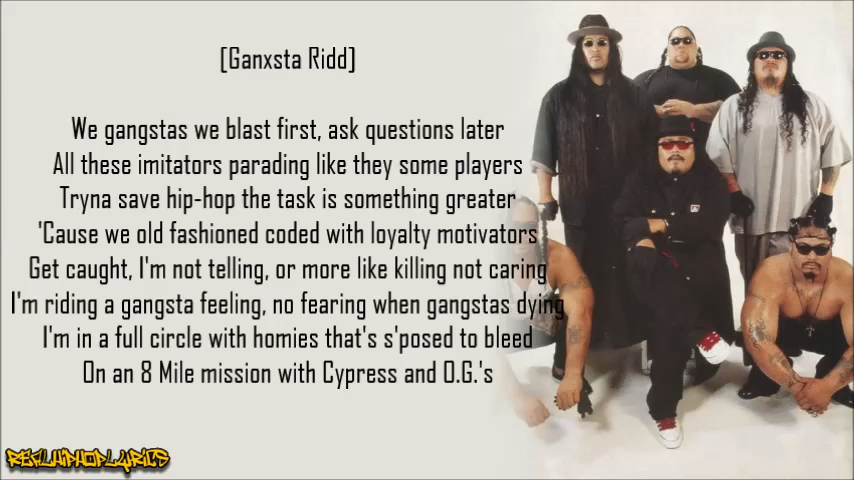 [Ganxsta Ridd]
We gangstas we blast first, ask questions later
All these imitators parading like they some players
Tryna save hip-hop the task is something greater
'Cause we old fashioned coded with loyalty motivators
Get caught, I'm not telling, or more like killing not caring
I'm riding a gangsta feeling, no fearing when gangstas dying
I'm in a full circle with homies that's s'posed to bleed
On an 8 Mile mission with Cypress and O.G.'s
REALHIPHOPLYRICS